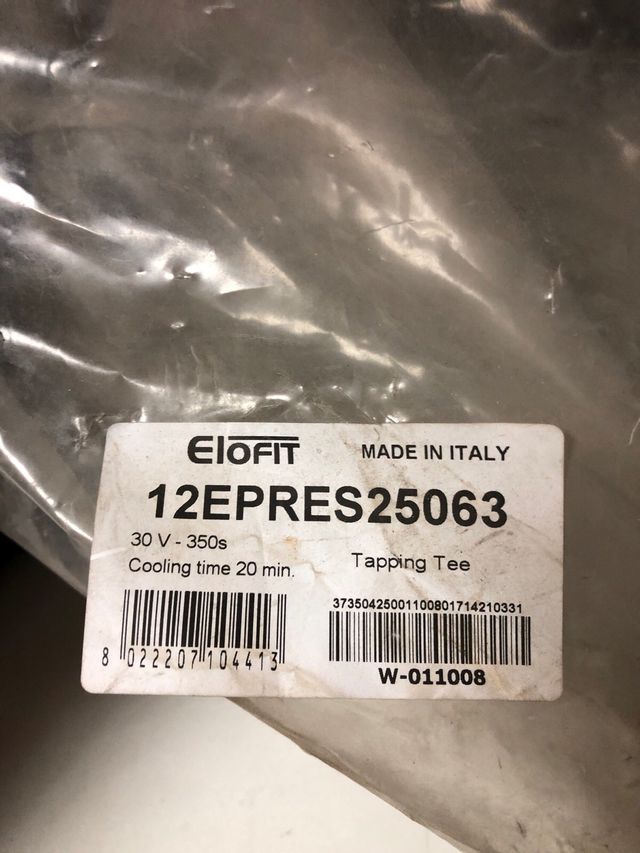 ElOFIT MADE IN ITALY
12EPRES25063
30 V - 350s
Cooling time 20 min. Tapping Tee
37350425001100801714210331
8 022207 104413
W-011008